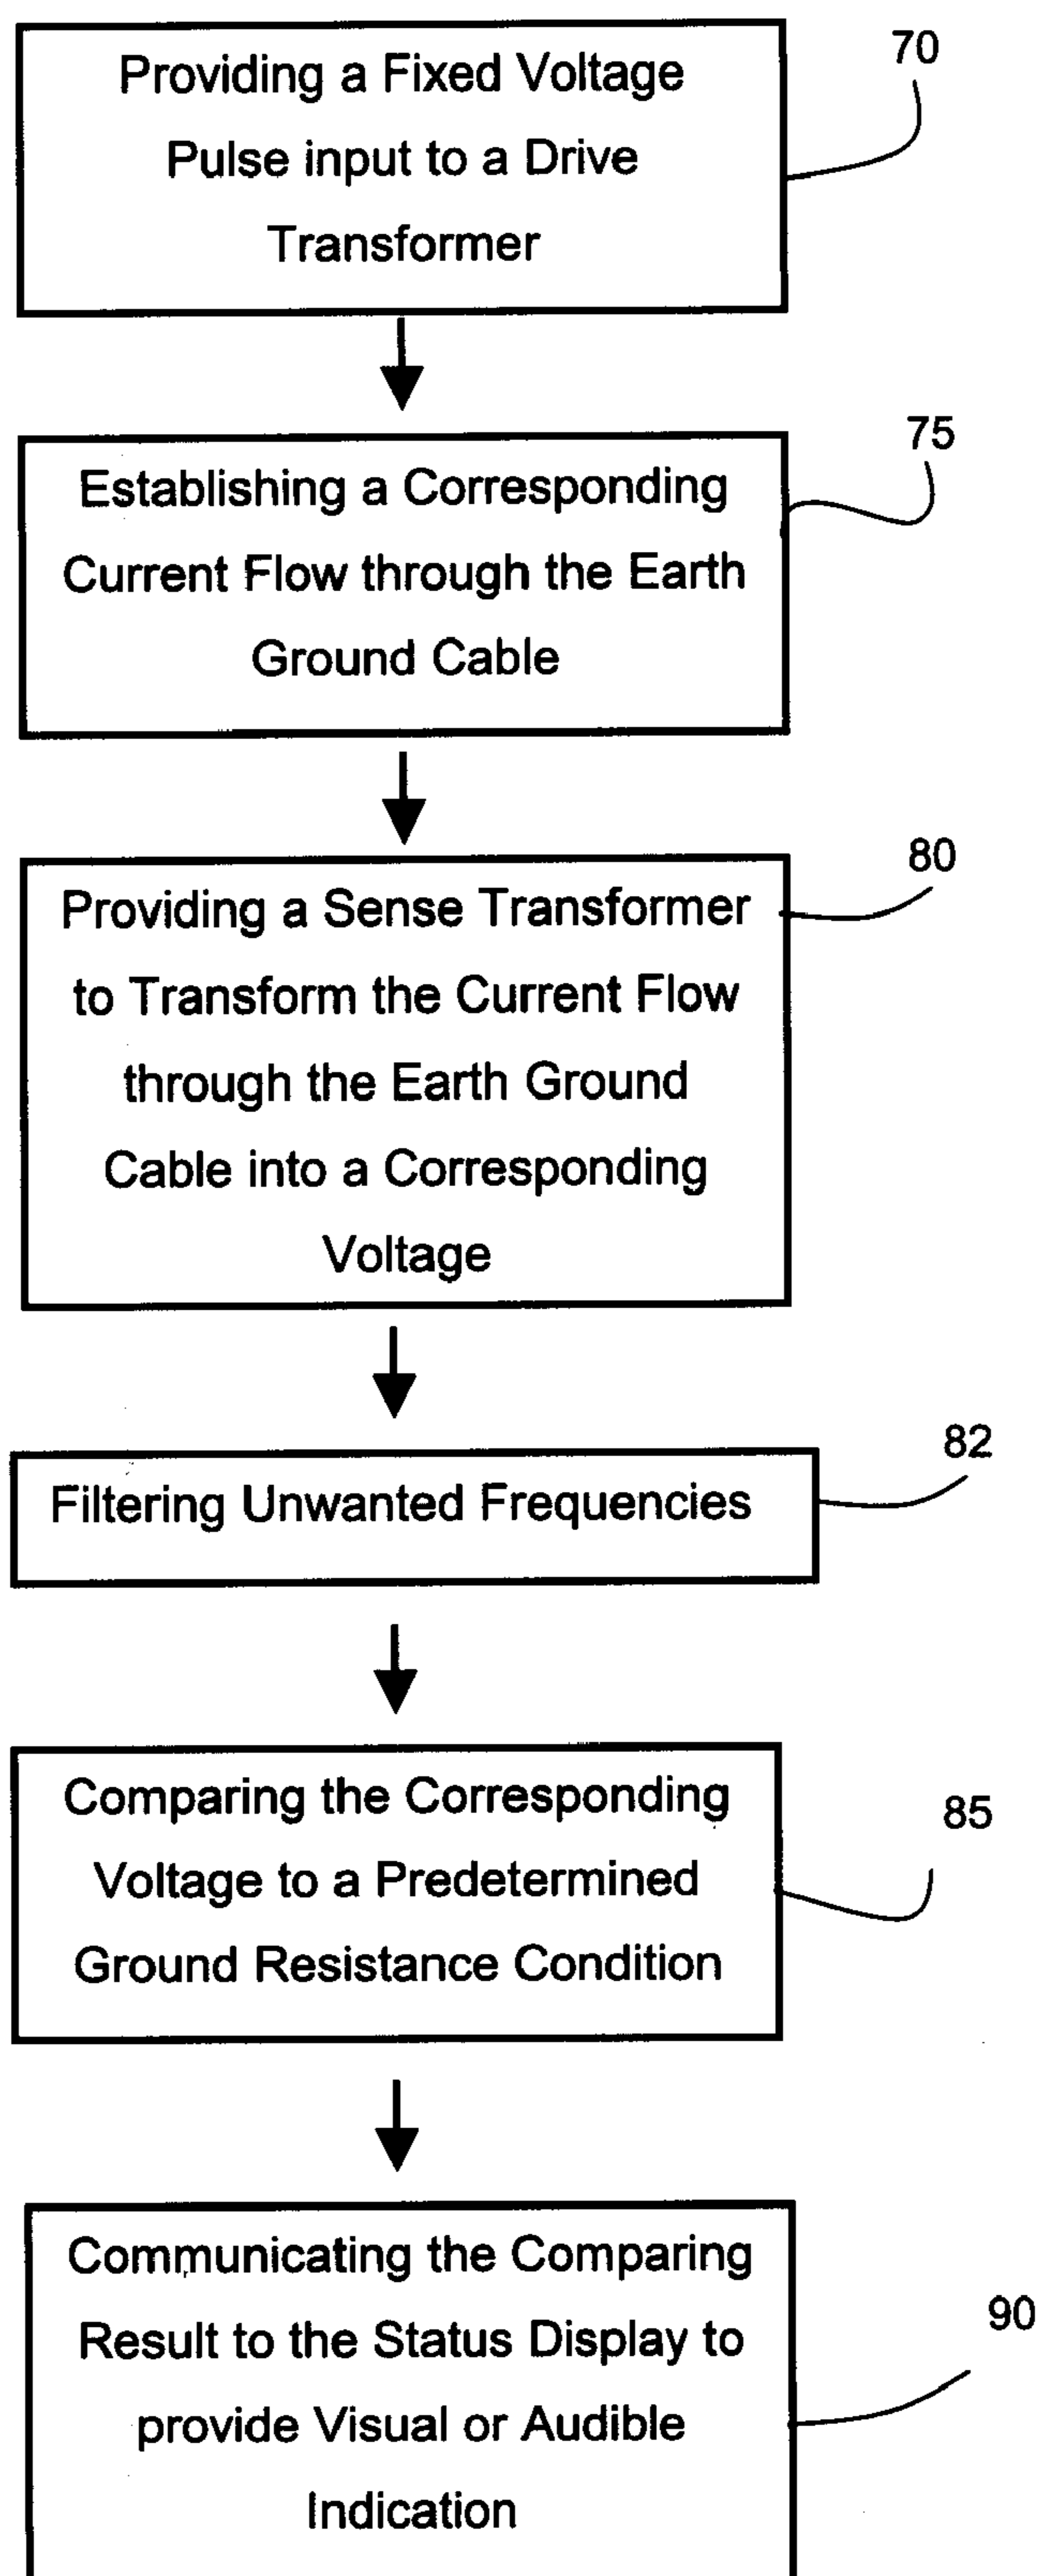 Providing a Fixed Voltage
Pulse input to a Drive
Transformer
70
Establishing a Corresponding
Current Flow through the Earth
Ground Cable
75
Providing a Sense Transformer
to Transform the Current Flow
through the Earth Ground
Cable into a Corresponding
Voltage
80
Filtering Unwanted Frequencies
82
Comparing the Corresponding
Voltage to a Predetermined
Ground Resistance Condition
85
Communicating the Comparing
Result to the Status Display to
provide Visual or Audible
Indication
90